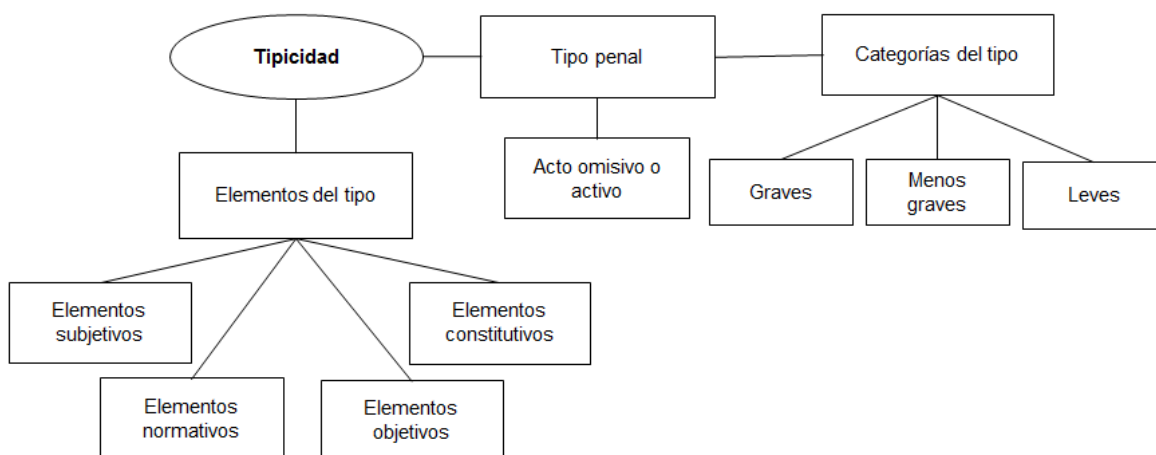 Tipicidad
Tipo penal
Categorías del tipo
Elementos del tipo
Acto omisivo o
activo
Graves
Menos
graves
Leves
Elementos
subjetivos
Elementos
constitutivos
Elementos
normativos
Elementos
objetivos